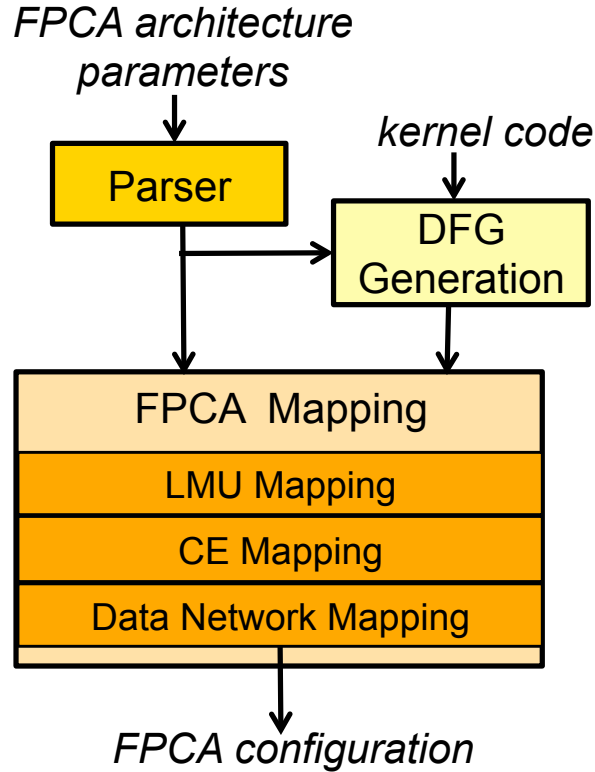 FPCA architecture
parameters
kernel code
Parser
DFG
Generation
FPCA Mapping
LMU Mapping
CE Mapping
Data Network Mapping
FPCA configuration